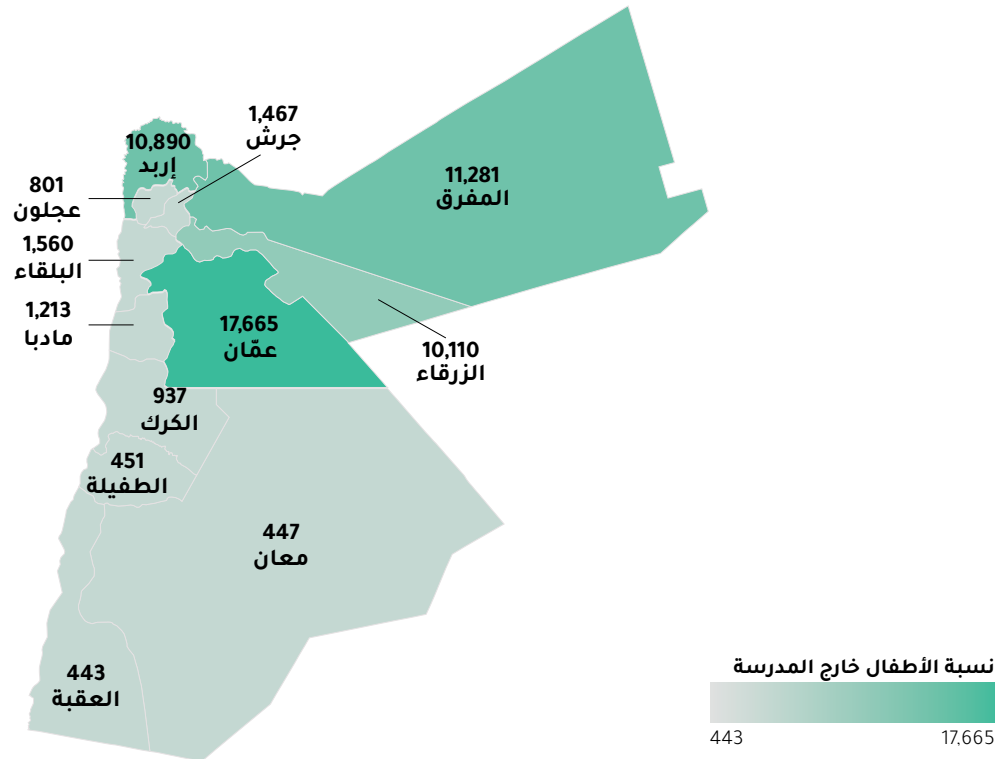 1,467
جرش
10,890
إربد
11,281
المفرق
801
عجلون
1,560
البلقاء
1,213
مادبا
17,665
عمّان
10,110
الزرقاء
937
الكرك
451
الطفيلة
447
معان
443
العقبة
نسبة الأطفال خارج المدرسة
443
17,665